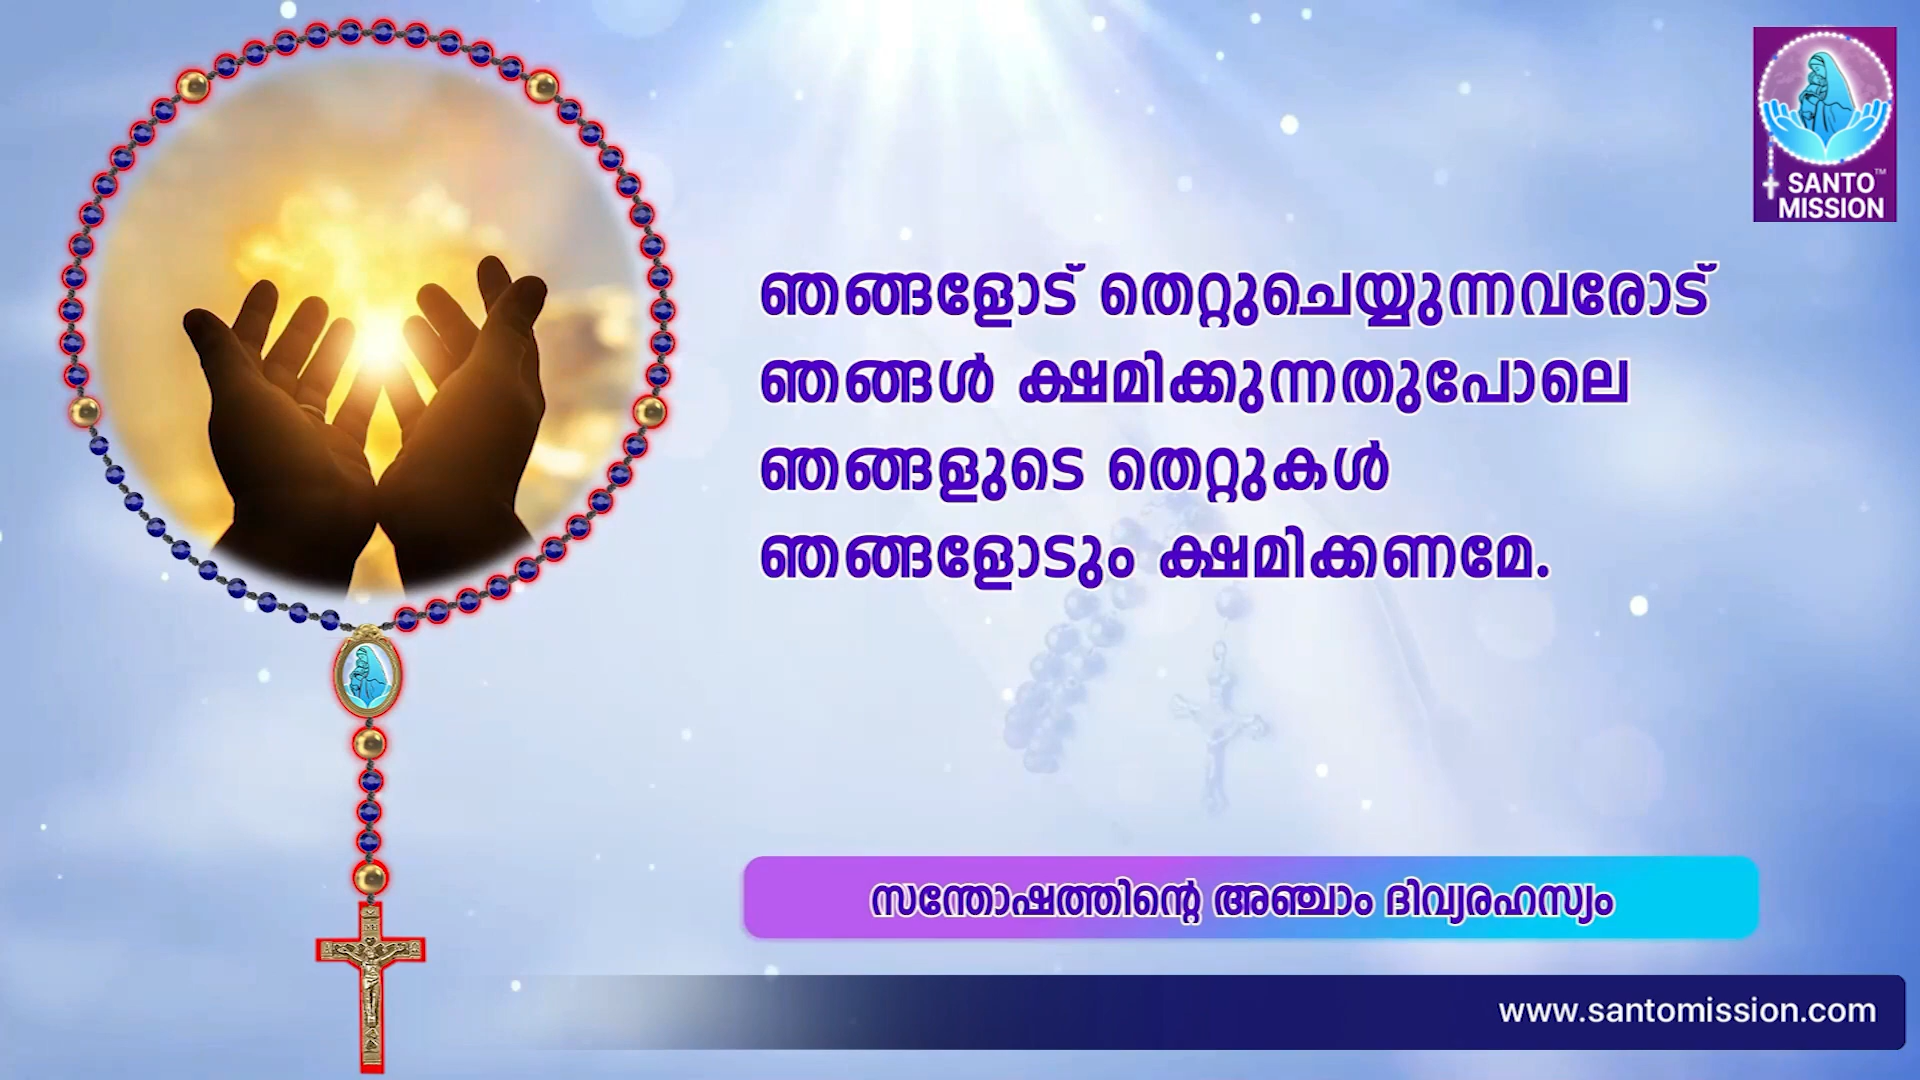 SANTO™
MISSION
ഞങ്ങളോട് തെറ്റുചെയ്യുന്നവരോട്
ഞങ്ങൾ ക്ഷമിക്കുന്നതുപോലെ
ഞങ്ങളുടെ തെറ്റുകൾ
ഞങ്ങളോടും ക്ഷമിക്കണമേ.
സന്തോഷത്തിന്റെ അഞ്ചാം ദിവ്യരഹസ്യം
www.santomission.com